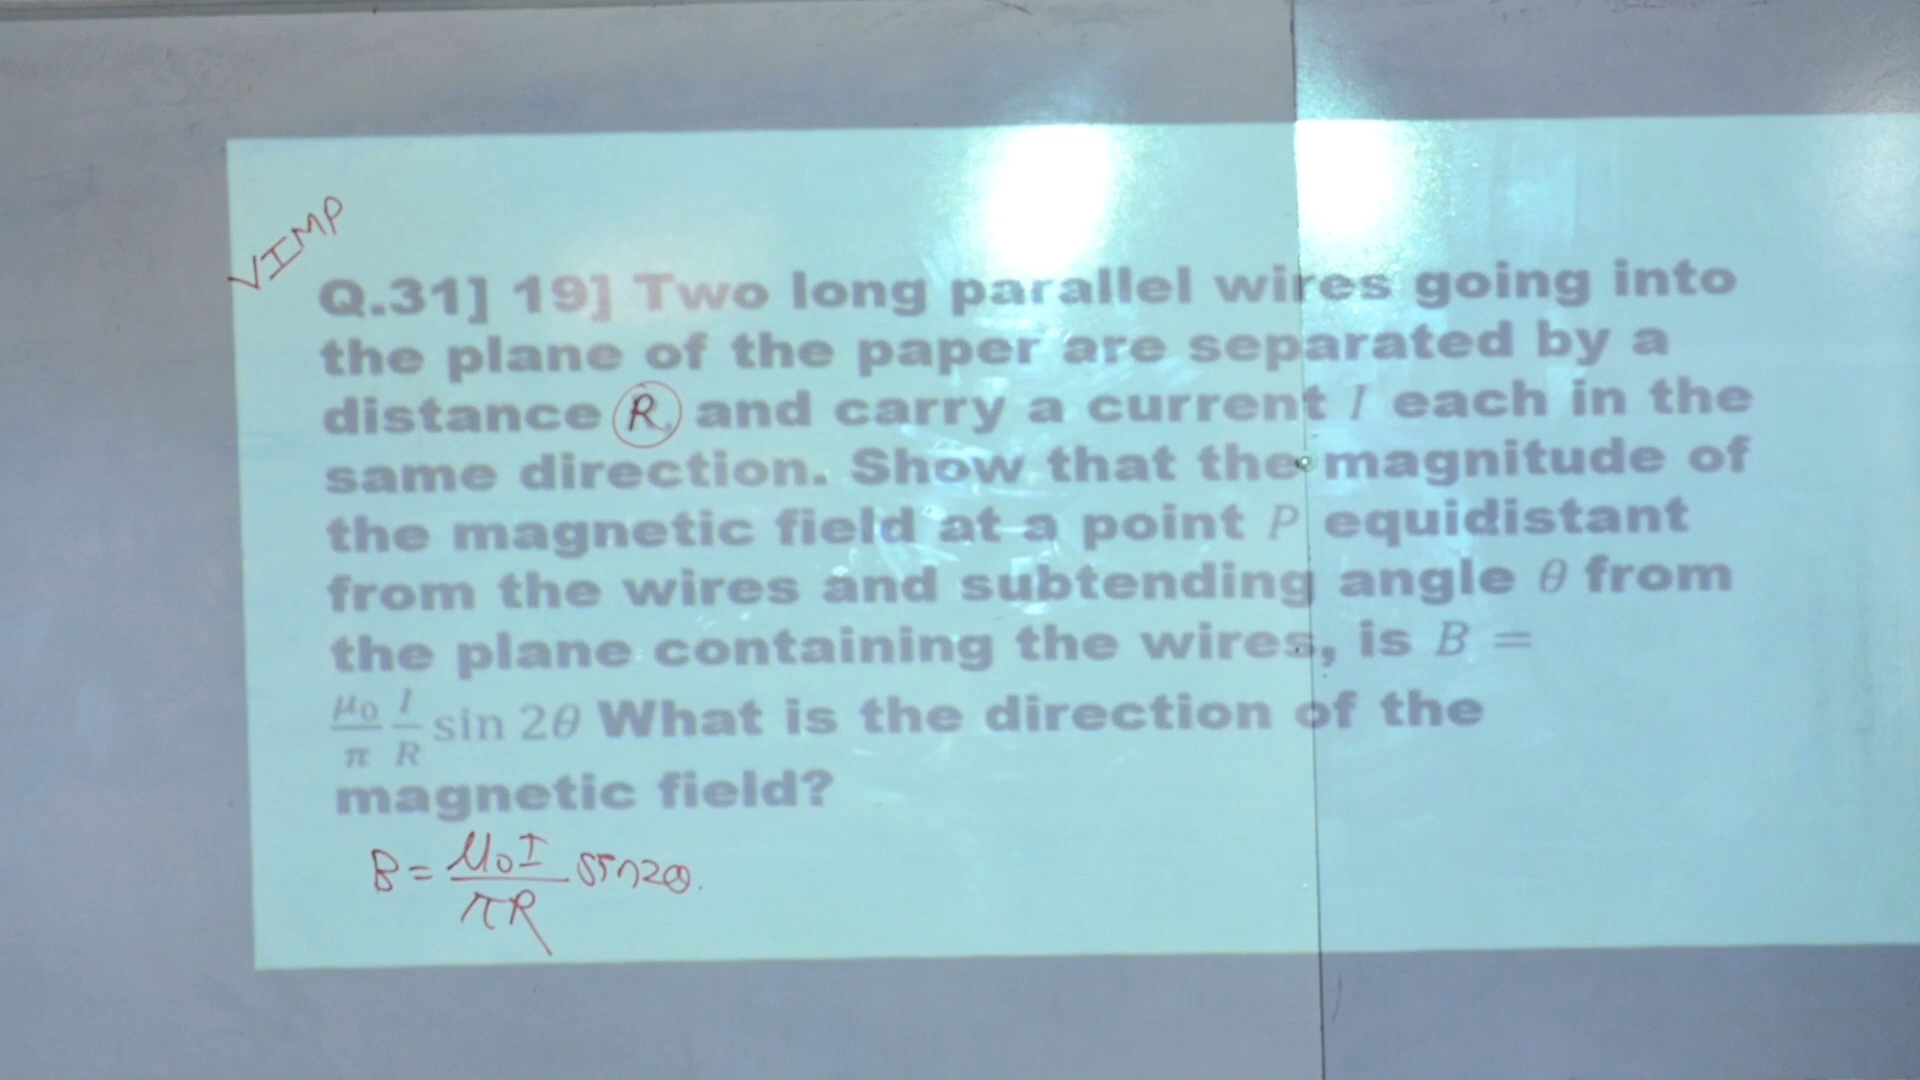 VIMP
Q.31] 19] Two long parallel wires going into
the plane of the paper are separated by a
distance R and carry a current I each in the
same direction. Show that the magnitude of
the magnetic field at a point P equidistant
from the wires and subtending angle θ from
the plane containing the wires, is B =
μ₀/π I/R sin 2θ What is the direction of the
magnetic field?
B = μ₀I/πR sin2θ.